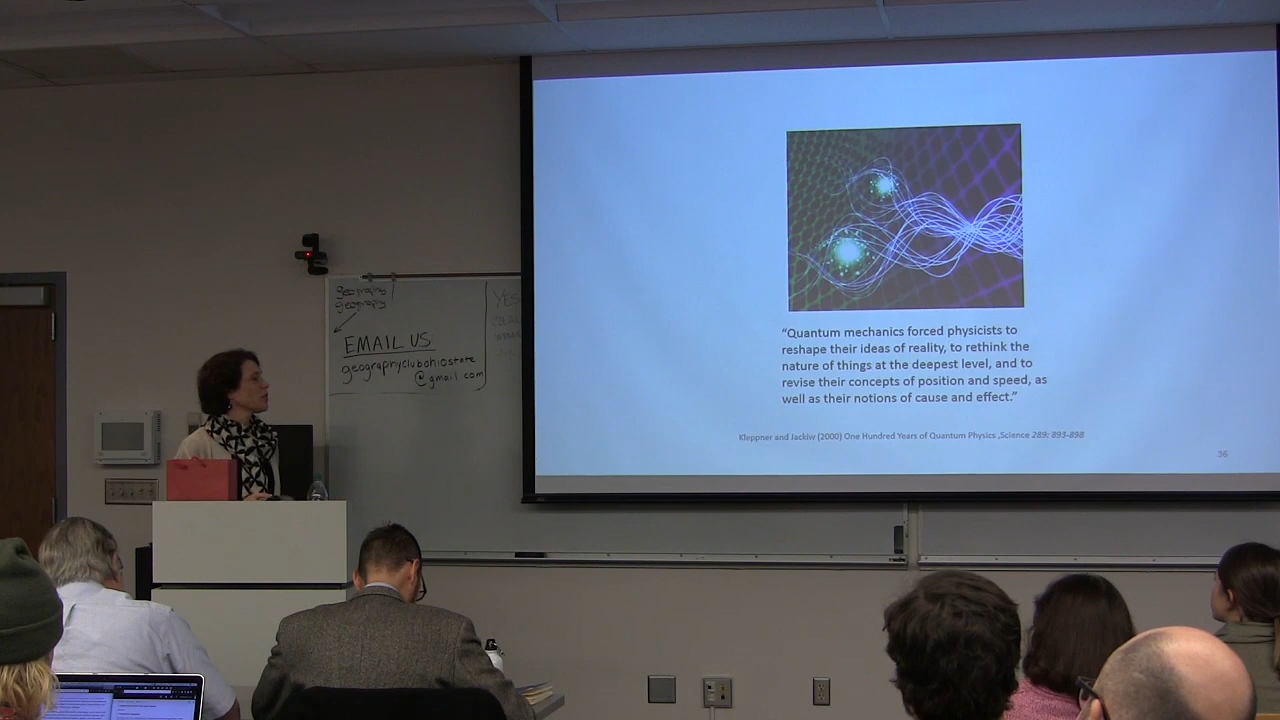 geography
geography
EMAIL US
geographyclubohiostate
@gmail.com
YES
"Quantum mechanics forced physicists to
reshape their ideas of reality, to rethink the
nature of things at the deepest level, and to
revise their concepts of position and speed, as
well as their notions of cause and effect."
Kleppner and Jackiw (2000) One Hundred Years of Quantum Physics ,Science 289: 893-898
36